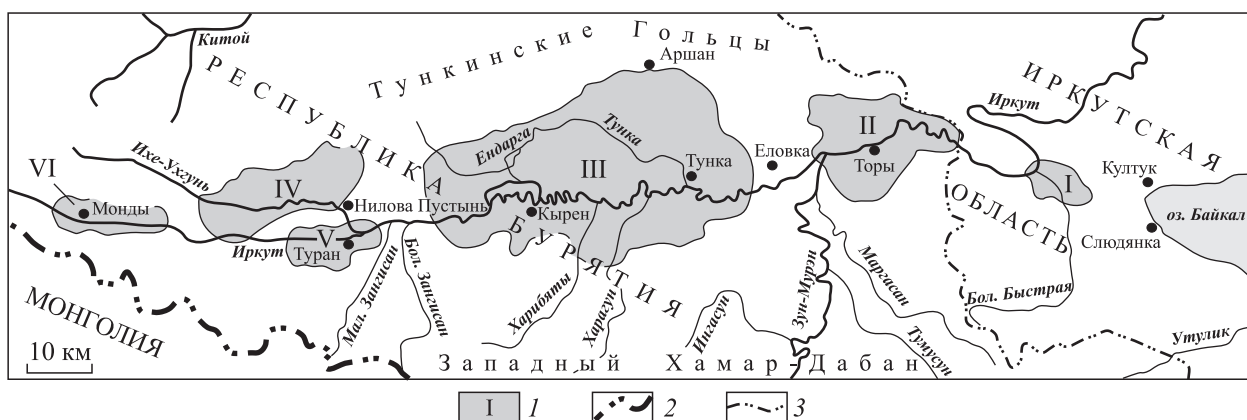 Китой
РЕСПУБЛИКА
Тункинские Гольцы
Аршан
ИРКУТСКАЯ
Иркут
Ихе-Ухгунь
Ендарга
Тунка
II
Торы
Еловка
Тунка
III
IV
VI
Монды
Нилова Пустынь
Кырен
I
Култук
оз. Байкал
Слюдянка
ОБЛАСТЬ
V
Туран
Иркут
БУРЯТИЯ
МОНГОЛИЯ
Мал. Зангисан
Бол. Зангисан
Харибяты
Харагун
Ингасун
Зун-Мурэн
Маргасан
Тумусун
Бол. Быстрая
Утулик
10 км
Западный Хамар-Дабан
I 1 2 3